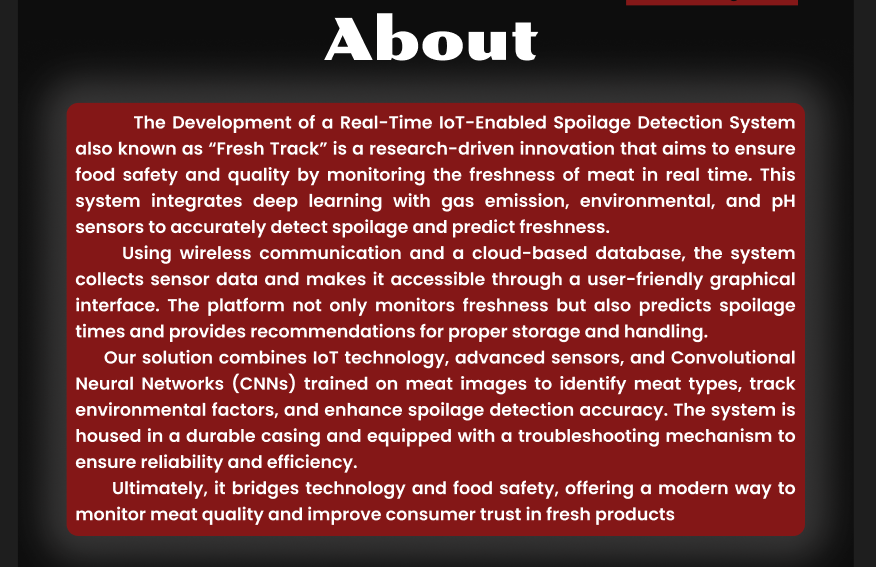 About
The Development of a Real-Time IoT-Enabled Spoilage Detection System
also known as “Fresh Track” is a research-driven innovation that aims to ensure
food safety and quality by monitoring the freshness of meat in real time. This
system integrates deep learning with gas emission, environmental, and pH
sensors to accurately detect spoilage and predict freshness.
Using wireless communication and a cloud-based database, the system
collects sensor data and makes it accessible through a user-friendly graphical
interface. The platform not only monitors freshness but also predicts spoilage
times and provides recommendations for proper storage and handling.
Our solution combines IoT technology, advanced sensors, and Convolutional
Neural Networks (CNNs) trained on meat images to identify meat types, track
environmental factors, and enhance spoilage detection accuracy. The system is
housed in a durable casing and equipped with a troubleshooting mechanism to
ensure reliability and efficiency.
Ultimately, it bridges technology and food safety, offering a modern way to
monitor meat quality and improve consumer trust in fresh products